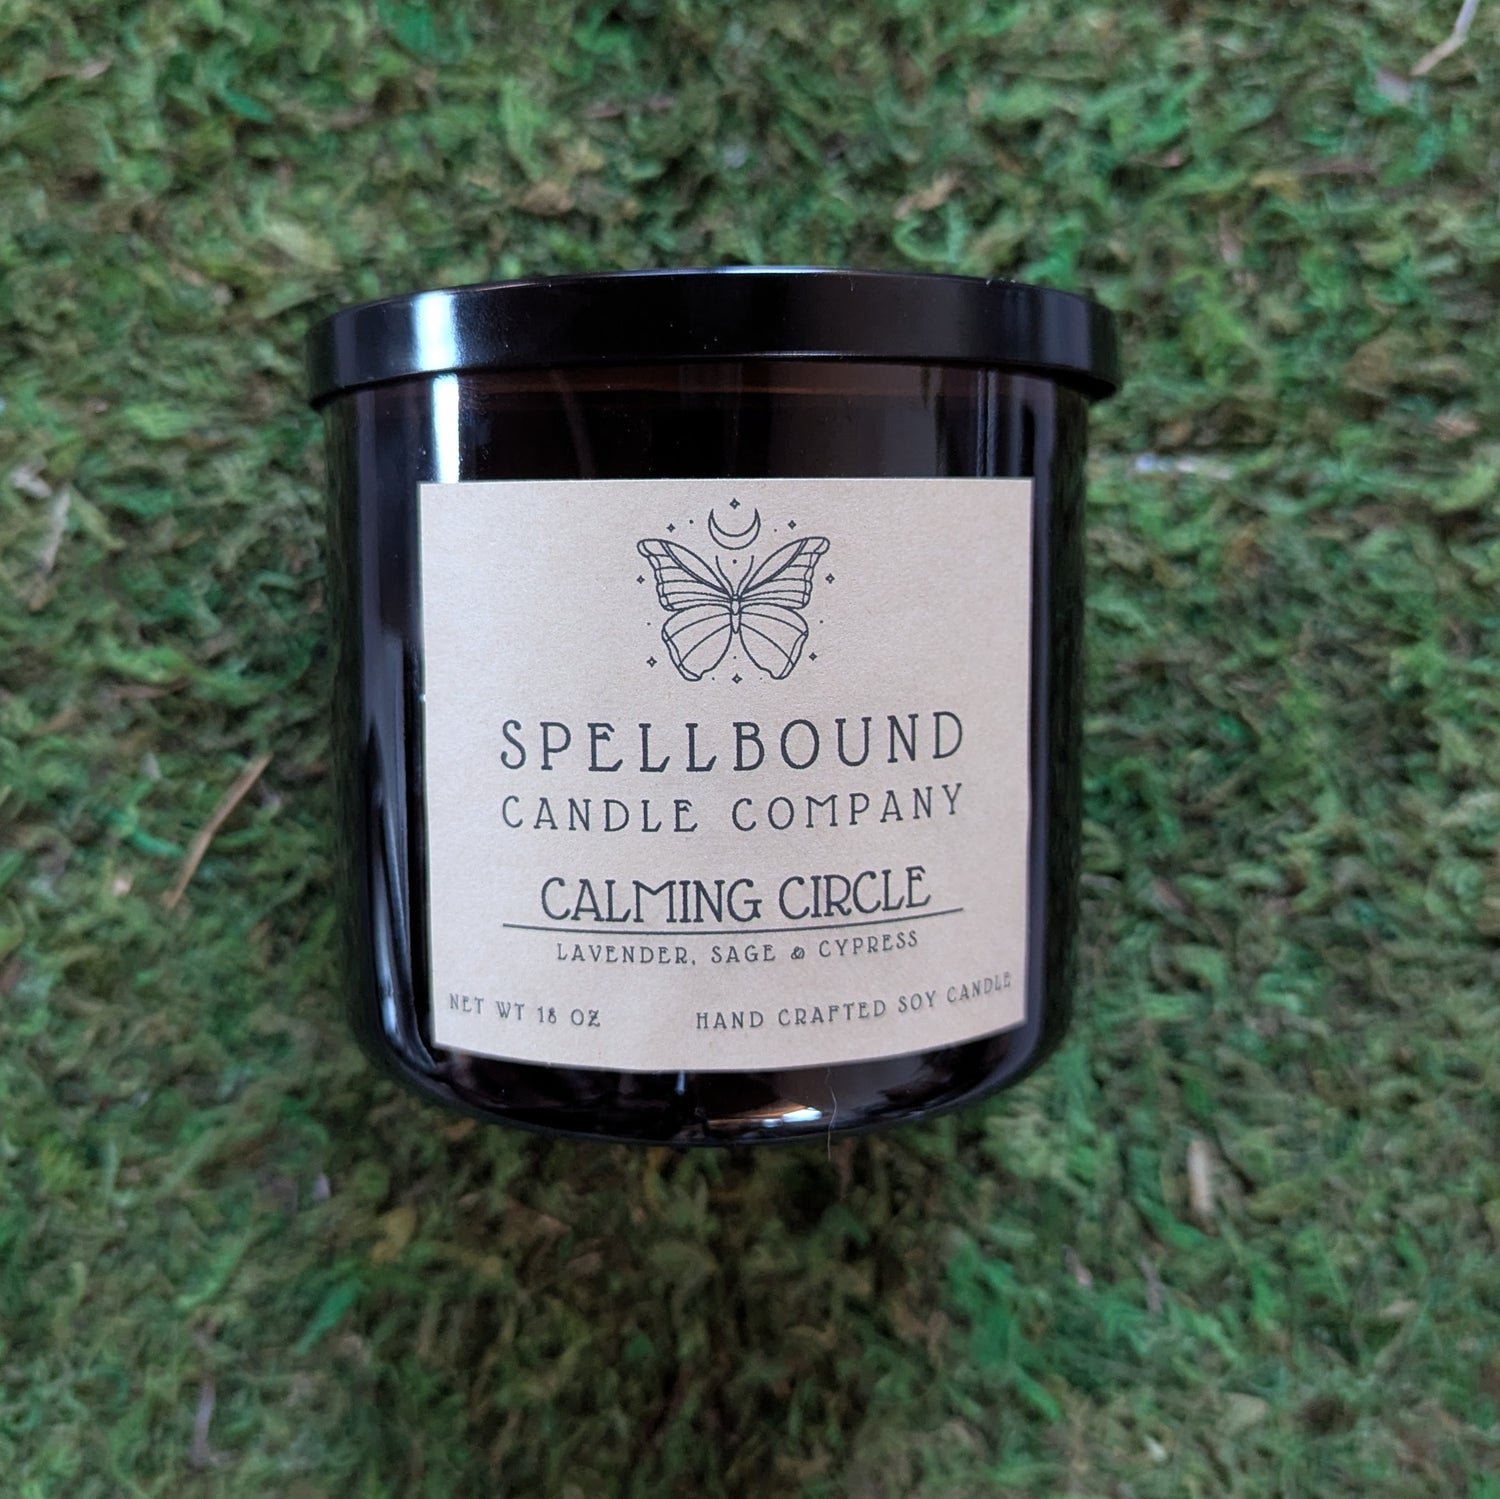 SPELLBOUND
CANDLE COMPANY
CALMING CIRCLE
LAVENDER, SAGE & CYPRESS
NET WT 18 OZ HAND CRAFTED SOY CANDLE